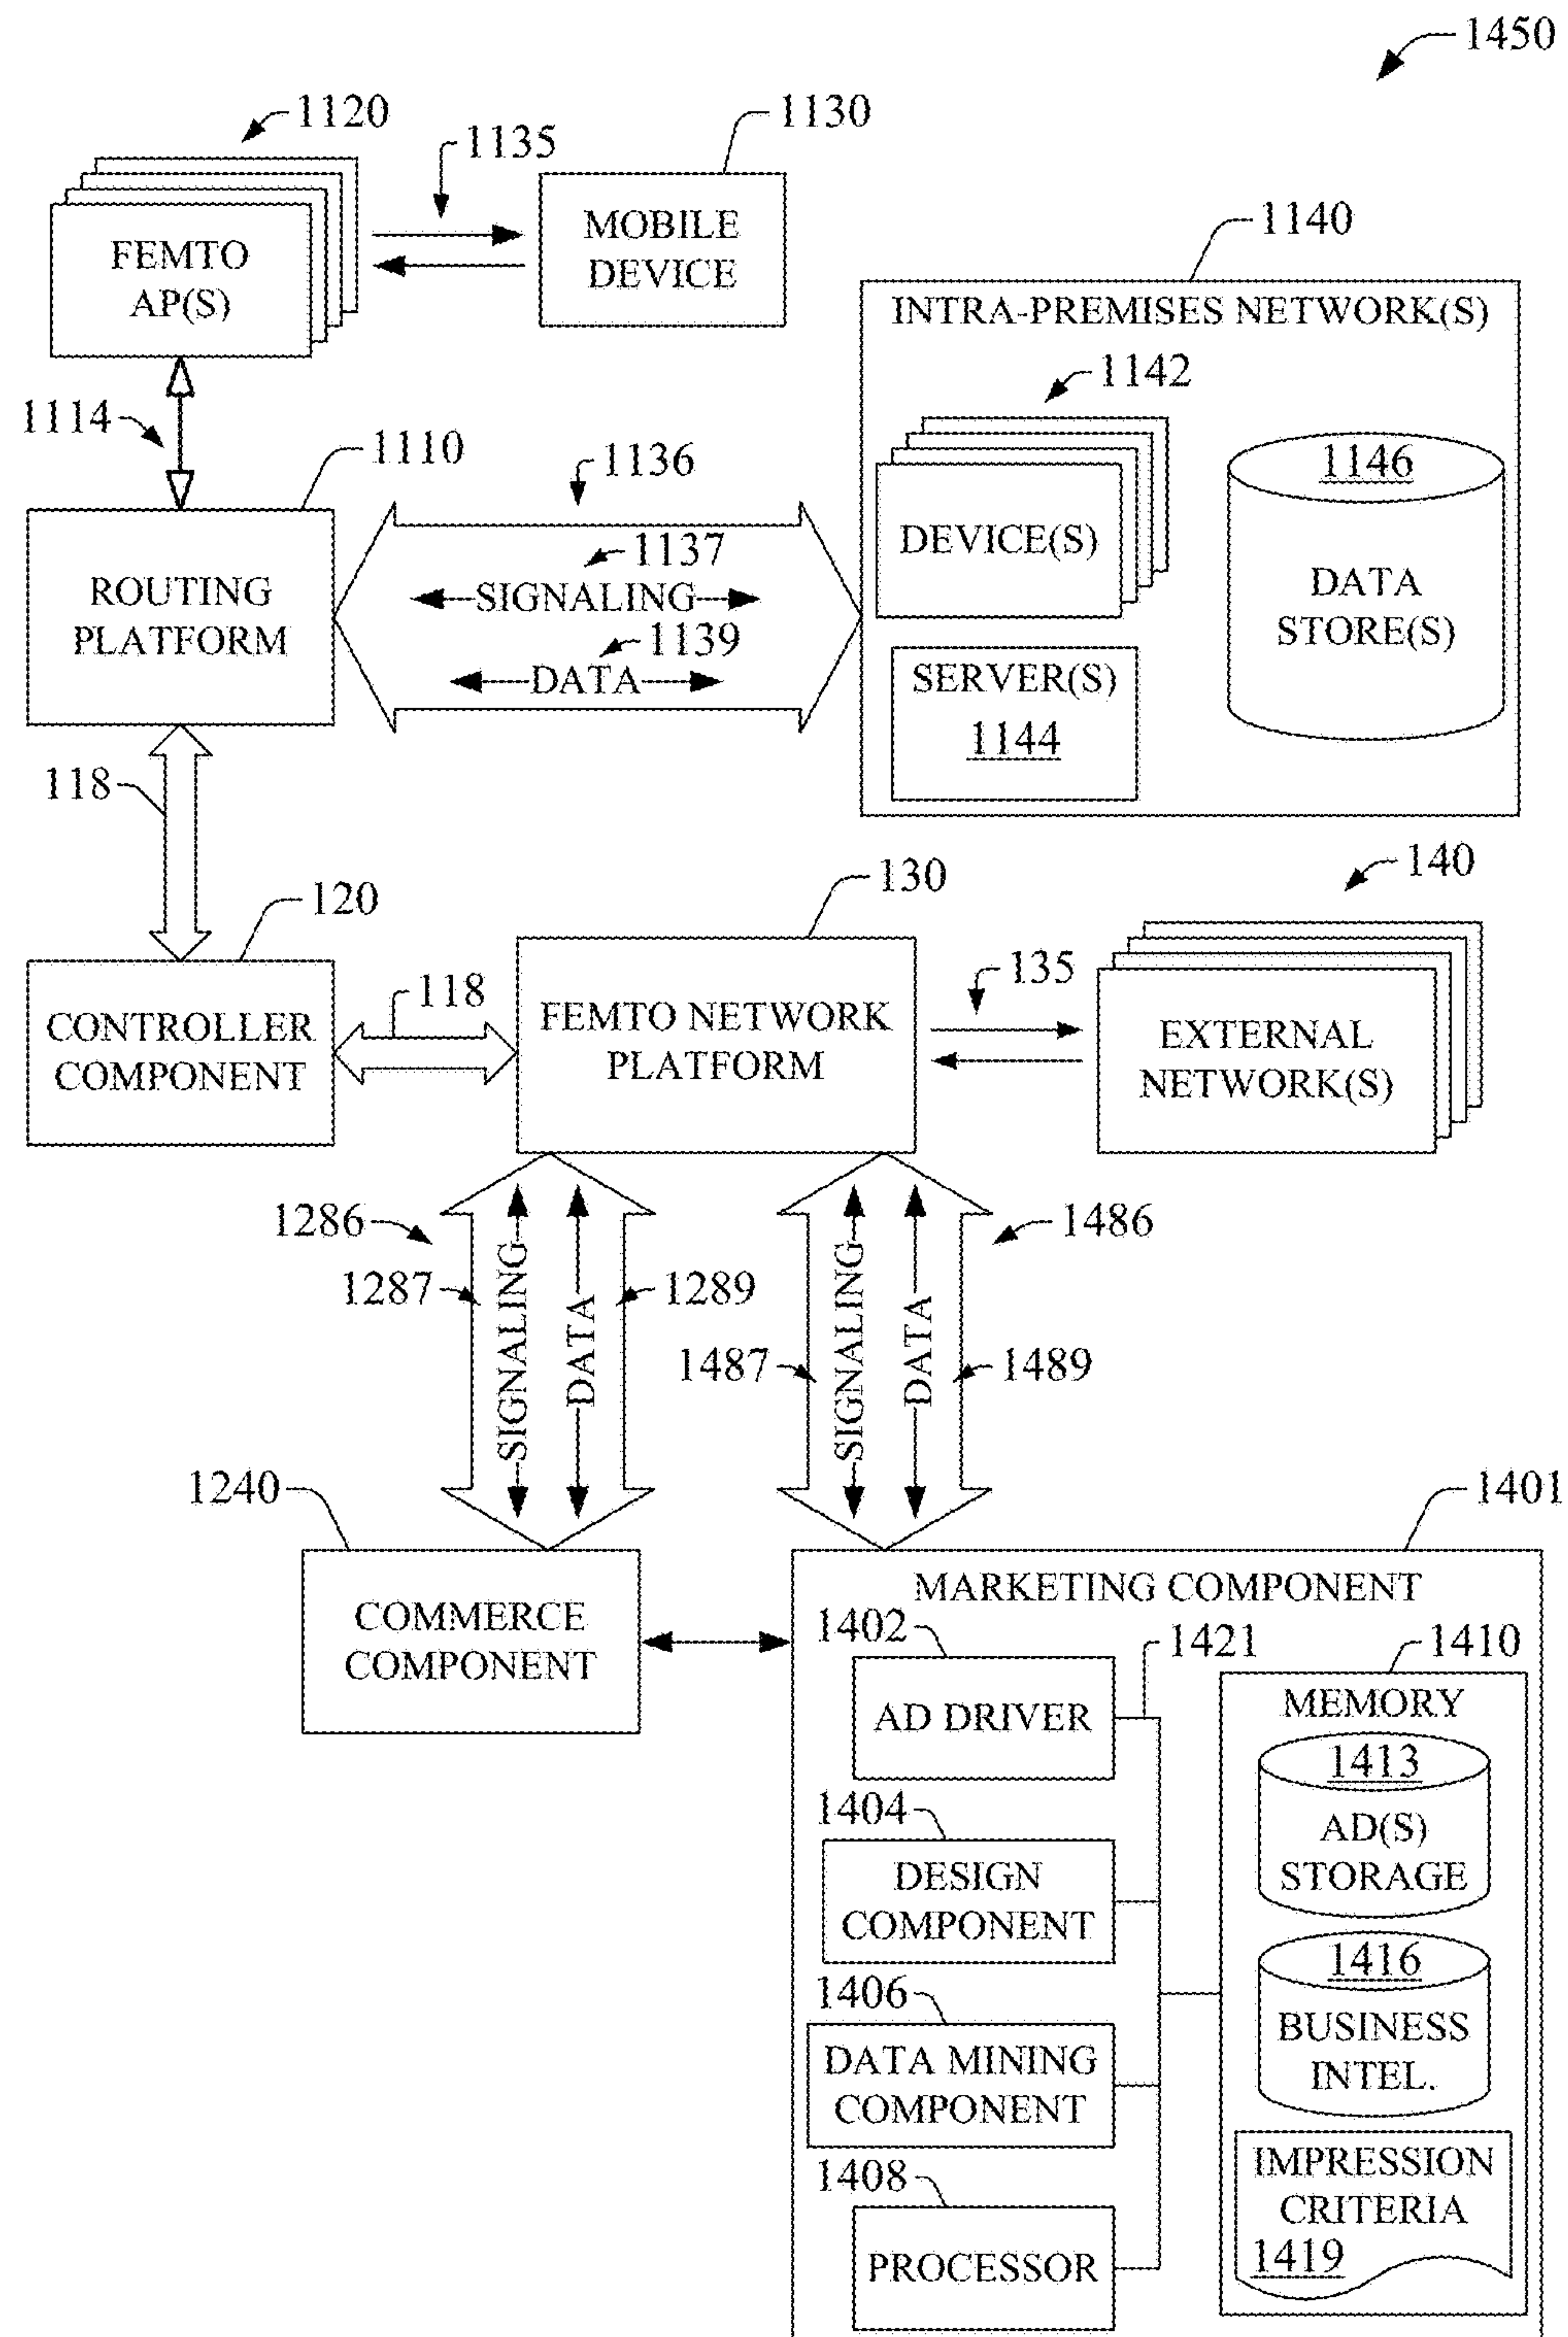 1450
1120
1135
1130
FEMTO
AP(S)
MOBILE
DEVICE
1140
INTRA-PREMISES NETWORK(S)
1114
1142
1110
1136
1146
1137
DEVICE(S)
ROUTING
PLATFORM
SIGNALING
DATA
STORE(S)
1139
DATA
SERVER(S)
1144
118
120
130
140
118
135
CONTROLLER
COMPONENT
FEMTO NETWORK
PLATFORM
EXTERNAL
NETWORK(S)
1286
1486
1287
SIGNALING
DATA
1289
1487
SIGNALING
DATA
1489
1240
1401
COMMERCE
COMPONENT
MARKETING COMPONENT
1402
1421
1410
AD DRIVER
MEMORY
1413
AD(S)
STORAGE
1404
DESIGN
COMPONENT
1416
BUSINESS
INTEL.
1406
DATA MINING
COMPONENT
IMPRESSION
CRITERIA
1419
1408
PROCESSOR